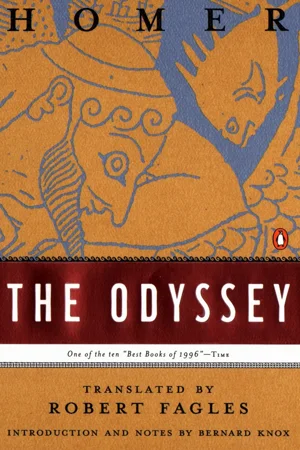 HOMER
THE ODYSSEY
One of the ten "Best Books of 1996"—TIME
TRANSLATED BY
ROBERT FAGLES
INTRODUCTION AND NOTES BY BERNARD KNOX